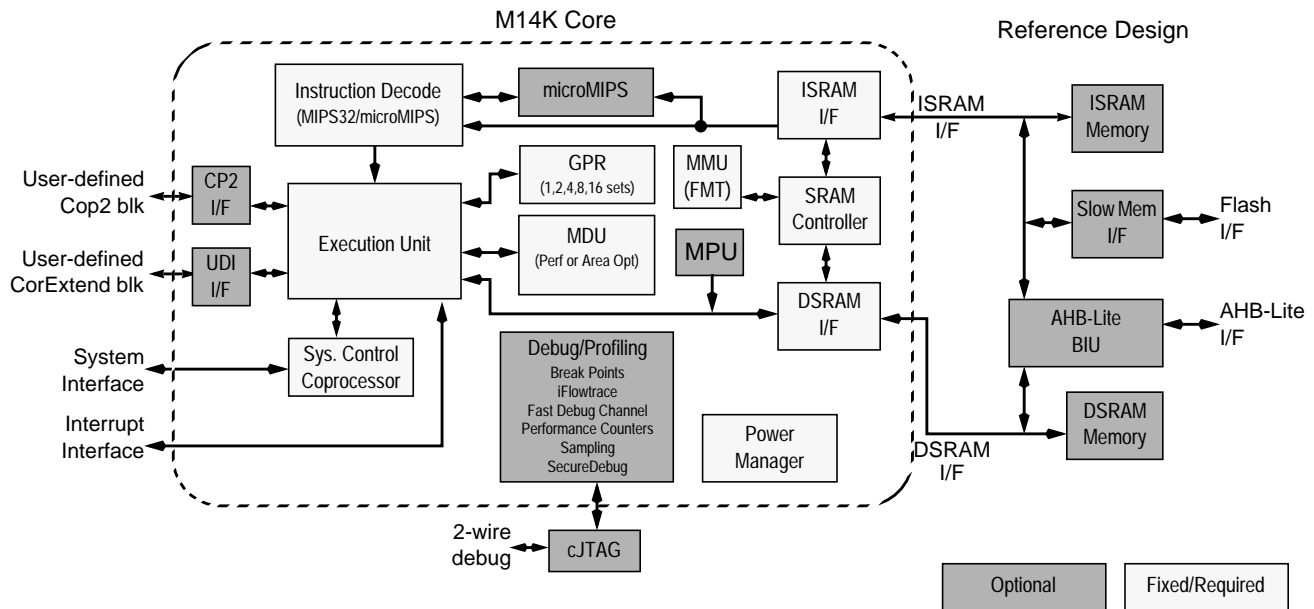 M14K Core
Reference Design
Instruction Decode
(MIPS32/microMIPS)
microMIPS
ISRAM
I/F
ISRAM
I/F
ISRAM
Memory
User-defined
Cop2 blk
CP2
I/F
GPR
(1,2,4,8,16 sets)
MMU
(FMT)
SRAM
Controller
Slow Mem
I/F
Flash
I/F
Execution Unit
User-defined
CorExtend blk
UDI
I/F
MDU
(Perf or Area Opt)
MPU
DSRAM
I/F
AHB-Lite
BIU
AHB-Lite
I/F
System
Interface
Sys. Control
Coprocessor
Debug/Profiling
Break Points
iFlowtrace
Fast Debug Channel
Performance Counters
Sampling
SecureDebug
Interrupt
Interface
Power
Manager
DSRAM
I/F
DSRAM
Memory
2-wire
debug
cJTAG
Optional
Fixed/Required